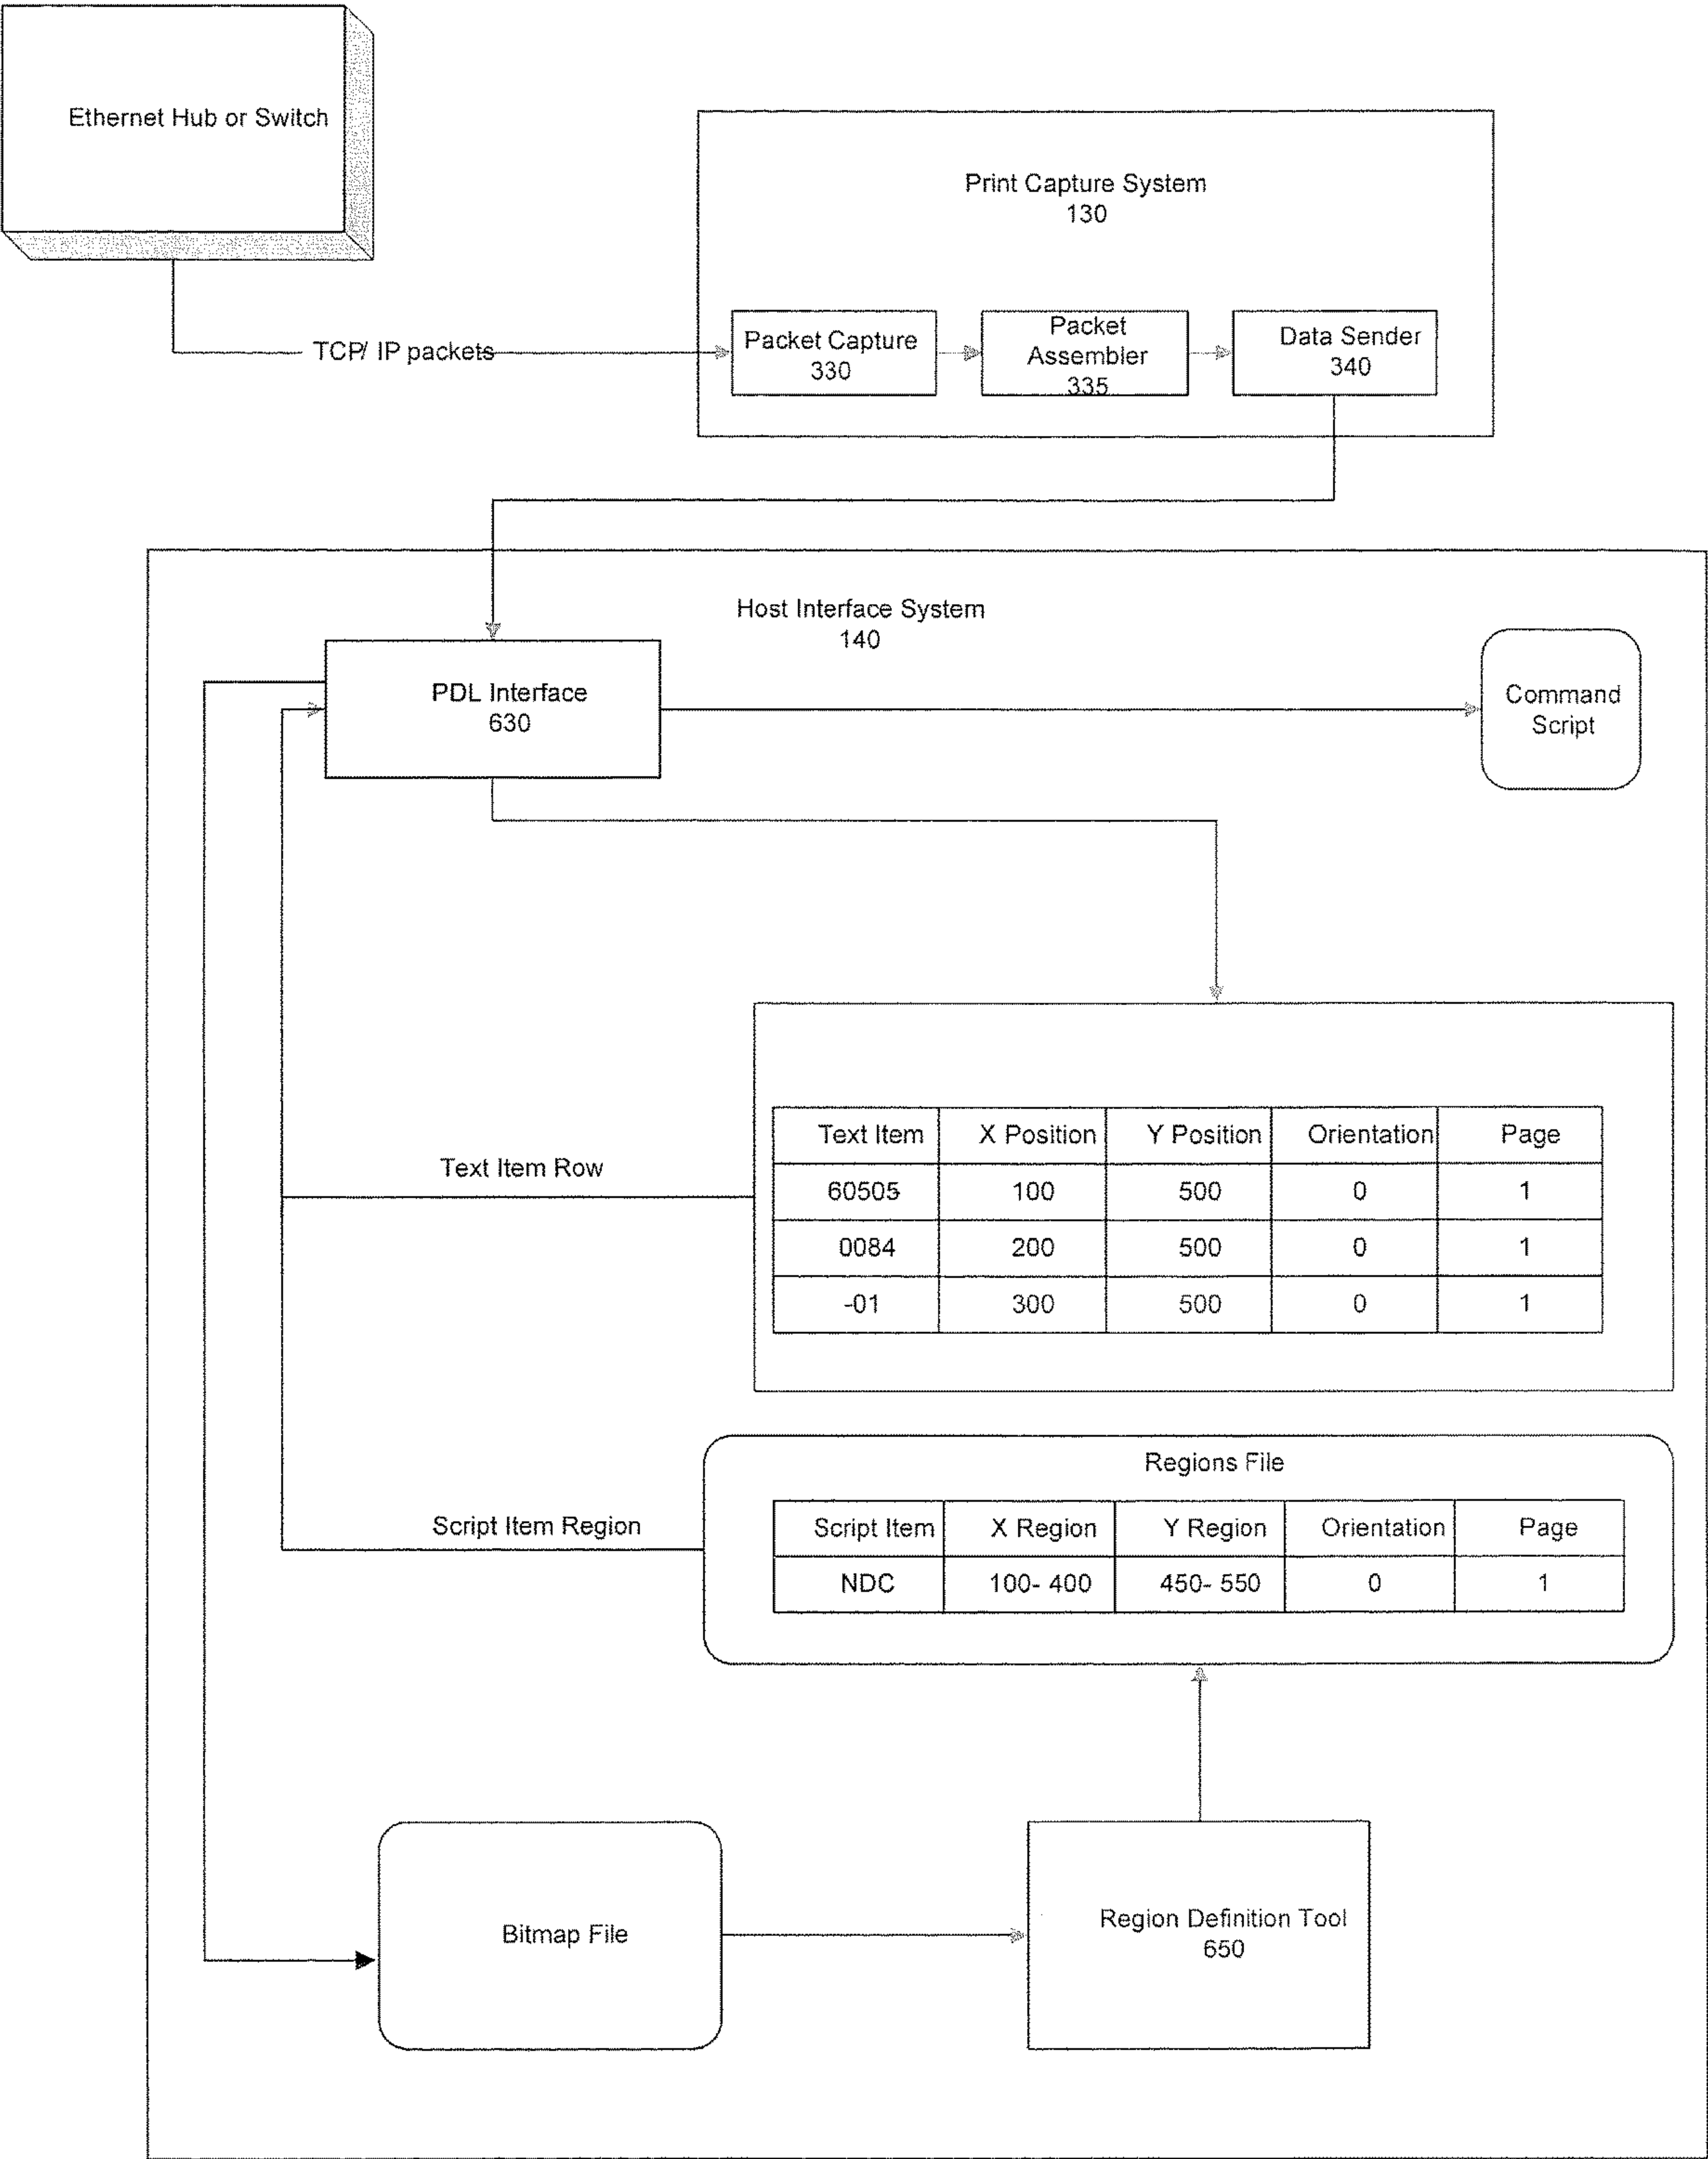 Ethernet Hub or Switch
Print Capture System
130
TCP/ IP packets
Packet Capture
330
Packet
Assembler
335
Data Sender
340
Host Interface System
140
PDL Interface
630
Command
Script
Text Item Row
Text Item X Position Y Position Orientation Page
60505 100 500 0 1
0084 200 500 0 1
-01 300 500 0 1
Regions File
Script Item Region
Script Item X Region Y Region Orientation Page
NDC 100- 400 450- 550 0 1
Bitmap File
Region Definition Tool
650